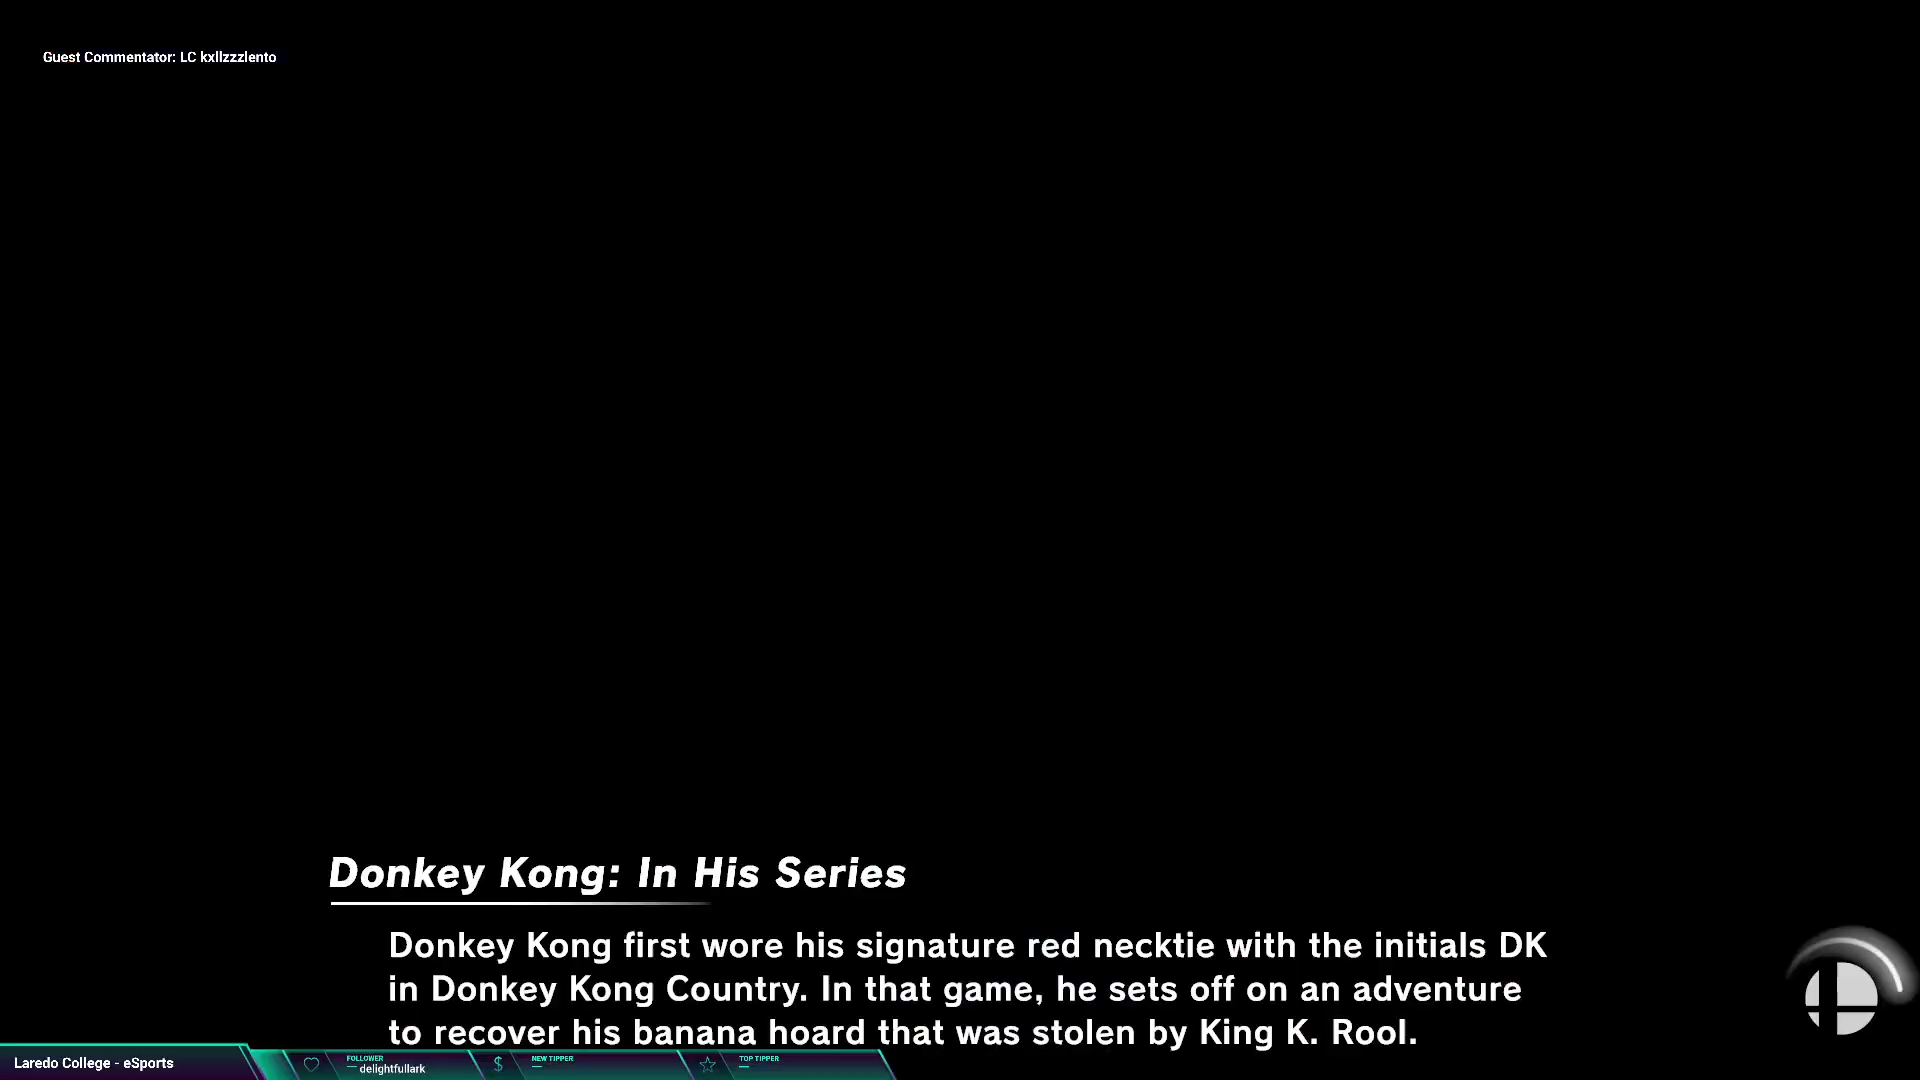 Guest Commentator: LC kxllzzzlento
Donkey Kong: In His Series
Donkey Kong first wore his signature red necktie with the initials DK
in Donkey Kong Country. In that game, he sets off on an adventure
to recover his banana hoard that was stolen by King K. Rool.
Laredo College - eSports
FOLLOWER
delightfullark
NEW TIPPER
TOP TIPPER